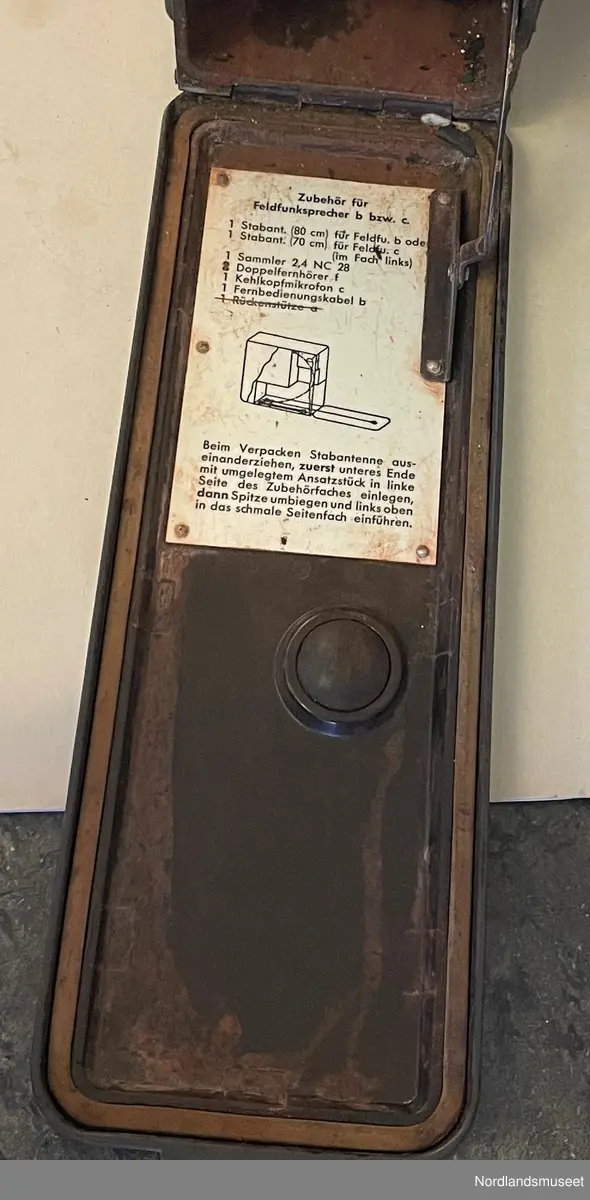 Zubehör für
Feldfunksprecher b bzw. c.
1 Stabant. (80 cm) für Feldfu. b ode
1 Stabant. (70 cm) für Feldfu. c
(im Fach links)
1 Sammler 2,4 NC 28
2 Doppelfernhörer f
1 Kehlkopfmikrofon c
1 Fernbedienungskabel b
1 Rückenstütze a
Beim Verpacken Stabantenne aus-
einanderziehen, zuerst unteres Ende
mit umgelegtem Ansatzstück in linke
Seite des Zubehörfaches einlegen,
dann Spitze umbiegen und links oben
in das schmale Seitenfach einführen.
Nordlandsmuseet